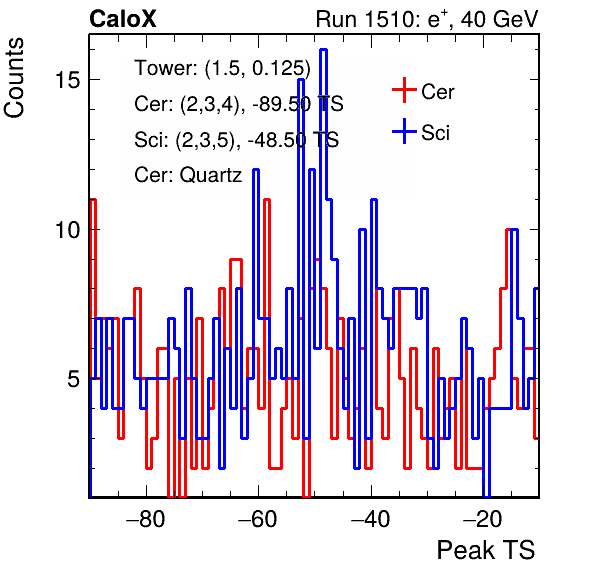 CaloX Run 1510: e⁺, 40 GeV
Counts
Tower: (1.5, 0.125)
Cer: (2,3,4), -89.50 TS
Sci: (2,3,5), -48.50 TS
Cer: Quartz
Cer
Sci
15
10
5
−80 −60 −40 −20
Peak TS